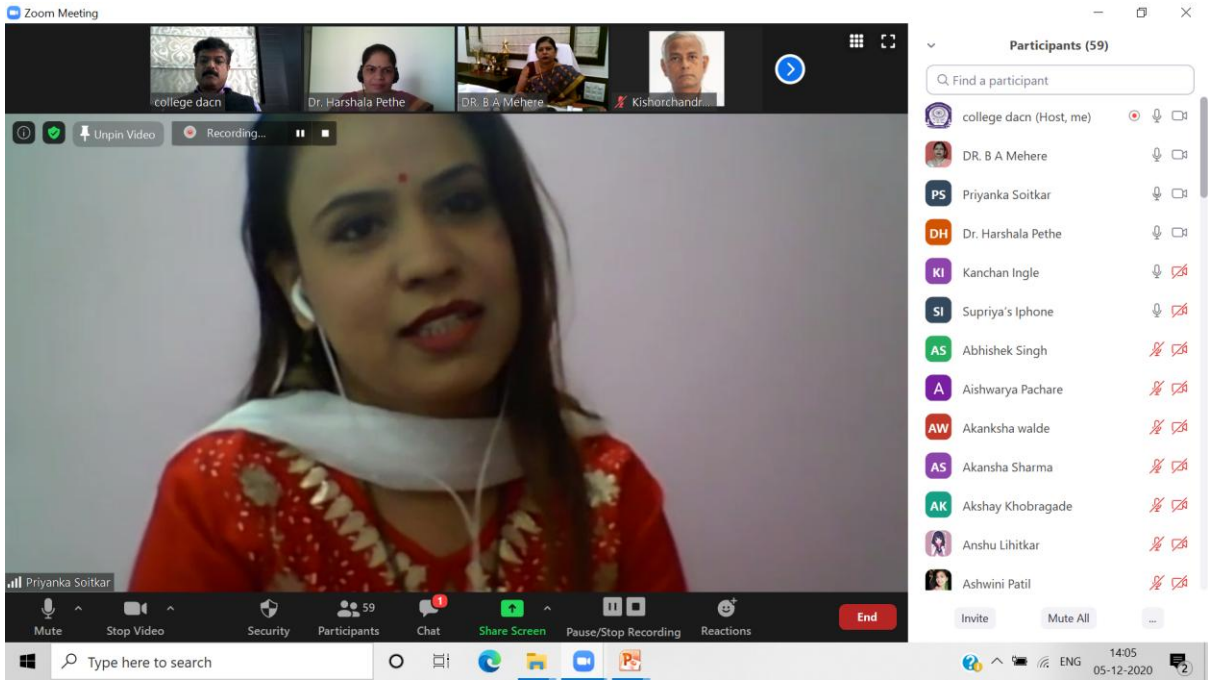 Zoom Meeting
college dacn
Dr. Harshala Pethe
DR. B A Mehere
Kishorchandr...
Unpin Video
Recording...
Priyanka Soitkar
Mute
Stop Video
Security
59
Participants
1
Chat
Share Screen
Pause/Stop Recording
Reactions
End
Participants (59)
Find a participant
college dacn (Host, me)
DR. B A Mehere
PS Priyanka Soitkar
DH Dr. Harshala Pethe
KI Kanchan Ingle
SI Supriya's Iphone
AS Abhishek Singh
A Aishwarya Pachare
AW Akanksha walde
AS Akansha Sharma
AK Akshay Khobragade
Anshu Lihitkar
Ashwini Patil
Invite Mute All ...
Type here to search
ENG
14:05
05-12-2020
2